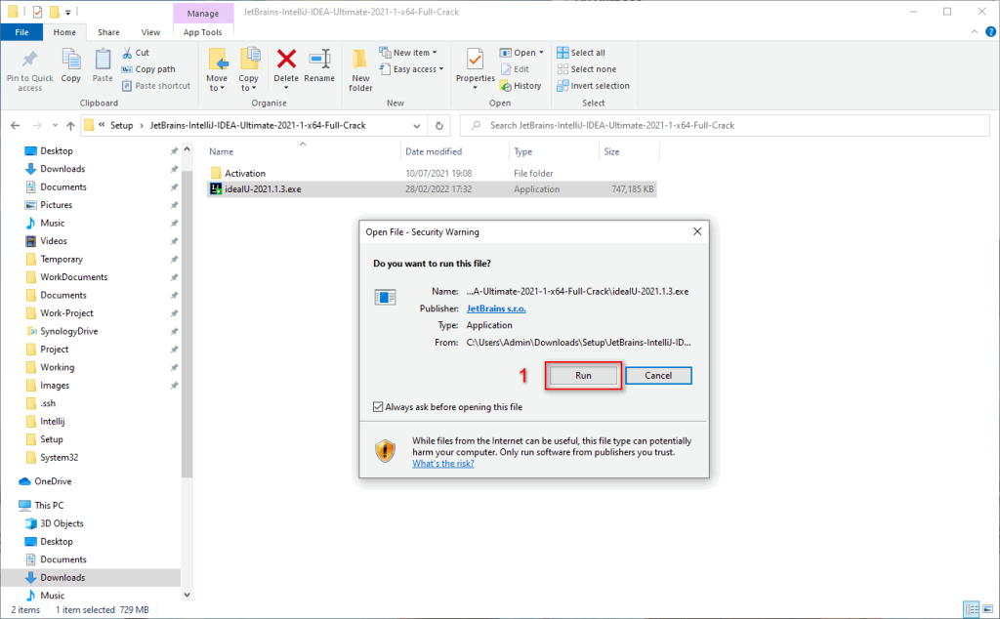 Manage
JetBrains-IntelliJ-IDEA-Ultimate-2021-1-x64-Full-Crack
File
Home
Share
View
App Tools
Pin to Quick access
Copy
Paste
Cut
Copy path
Paste shortcut
Clipboard
Move to
Copy to
Delete
Rename
Organise
New folder
New item
Easy access
New
Properties
Open
Edit
History
Open
Select all
Select none
Invert selection
Select
« Setup › JetBrains-IntelliJ-IDEA-Ultimate-2021-1-x64-Full-Crack
Search JetBrains-IntelliJ-IDEA-Ultimate-2021-1-x64-Full-Crack
Desktop
Downloads
Documents
Pictures
Music
Videos
Temporary
WorkDocuments
Documents
Work-Project
SynologyDrive
Project
Working
Images
.ssh
Intellij
Setup
System32
OneDrive
This PC
3D Objects
Desktop
Documents
Downloads
Music
Name Date modified Type Size
Activation 10/07/2021 19:08 File folder
ideaIU-2021.1.3.exe 28/02/2022 17:32 Application 747,185 KB
Open File - Security Warning
Do you want to run this file?
Name: ...A-Ultimate-2021-1-x64-Full-Crack\ideaIU-2021.1.3.exe
Publisher: JetBrains s.r.o.
Type: Application
From: C:\Users\Admin\Downloads\Setup\JetBrains-IntelliJ-ID...
1 Run Cancel
Always ask before opening this file
While files from the Internet can be useful, this file type can potentially
harm your computer. Only run software from publishers you trust.
What's the risk?
2 items 1 item selected 729 MB